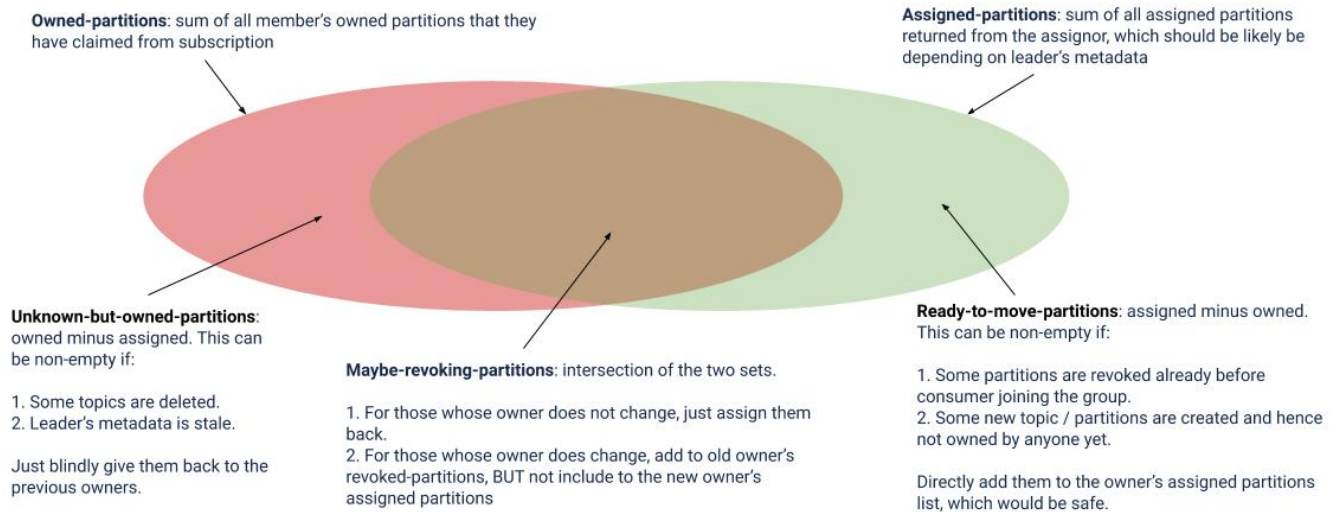 Owned-partitions: sum of all member's owned partitions that they
have claimed from subscription
Assigned-partitions: sum of all assigned partitions
returned from the assignor, which should be likely be
depending on leader's metadata
Unknown-but-owned-partitions:
owned minus assigned. This can
be non-empty if:
1. Some topics are deleted.
2. Leader's metadata is stale.
Just blindly give them back to the
previous owners.
Maybe-revoking-partitions: intersection of the two sets.
1. For those whose owner does not change, just assign them
back.
2. For those whose owner does change, add to old owner's
revoked-partitions, BUT not include to the new owner's
assigned partitions
Ready-to-move-partitions: assigned minus owned.
This can be non-empty if:
1. Some partitions are revoked already before
consumer joining the group.
2. Some new topic / partitions are created and hence
not owned by anyone yet.
Directly add them to the owner's assigned partitions
list, which would be safe.